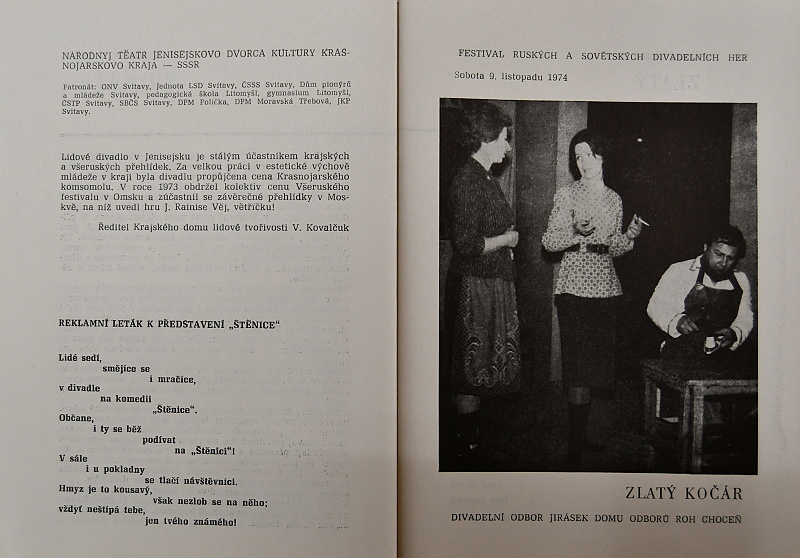 NARODNYJ TĚATR JENISEJSKOVO DVORCA KULTURY KRAS-
NOJARSKOVO KRAJA — SSSR
Patronát: ONV Svitavy, Jednota LSD Svitavy, ČSSS Svitavy, Dům pionýrů
a mládeže Svitavy, pedagogická škola Litomyšl, gymnasium Litomyšl,
ČSTP Svitavy, SBČS Svitavy, DPM Polička, DPM Moravská Třebová, JKP
Svitavy.
Lidové divadlo v Jenisejsku je stálým účastníkem krajských
a všeruských přehlídek. Za velkou práci v estetické výchově
mládeže v kraji byla divadlu propůjčena cena Krasnojarského
komsomolu. V roce 1973 obdržel kolektiv cenu Všeruského
festivalu v Omsku a zúčastnil se závěrečné přehlídky v Mos-
kvě, na níž uvedl hru J. Rainise Věj, větříčku!
Ředitel Krajského domu lidové tvořivosti V. Kovalčuk
REKLAMNÍ LETÁK K PŘEDSTAVENÍ „ŠTĚNICE“
Lidé sedí,
smějíce se
i mračíce,
v divadle
na komedii
„Štěnice“.
Občane,
i ty se běž
podívat
na „Štěnici“!
V sále
i u pokladny
se tlačí návštěvníci.
Hmyz je to kousavý,
však nezlob se na něho;
vždyť neštípá tebe,
jen tvého známého!
FESTIVAL RUSKÝCH A SOVĚTSKÝCH DIVADELNÍCH HER
Sobota 9. listopadu 1974
ZLATÝ KOČÁR
DIVADELNÍ ODBOR JIRÁSEK DOMU ODBORŮ ROH CHOCEŇ